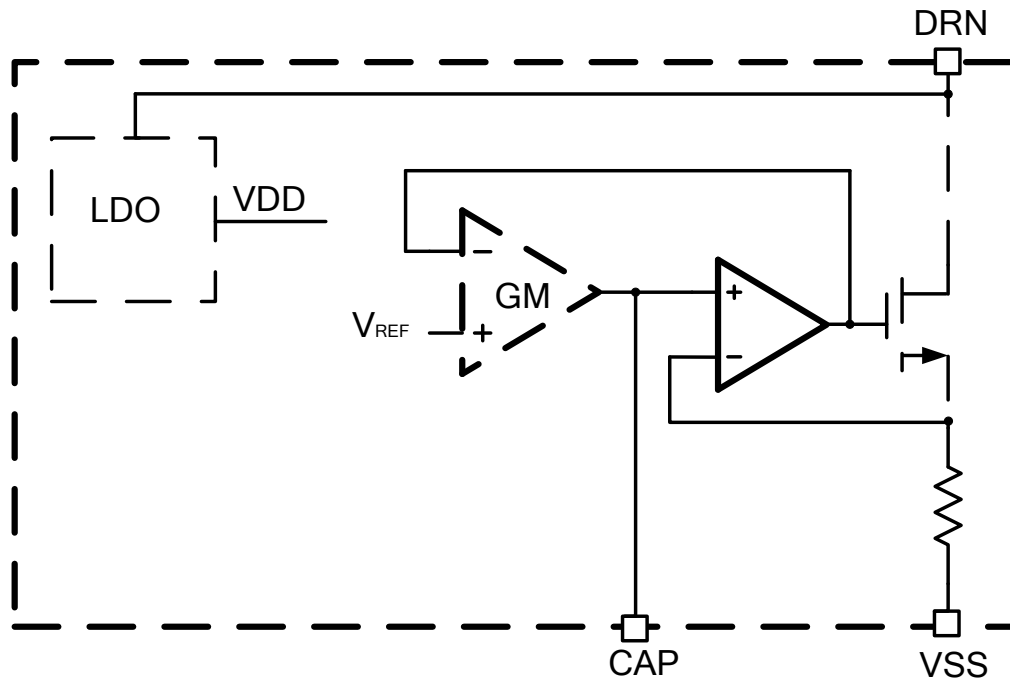 DRN
LDO
VDD
-
GM
VREF
+
+
-
CAP
VSS